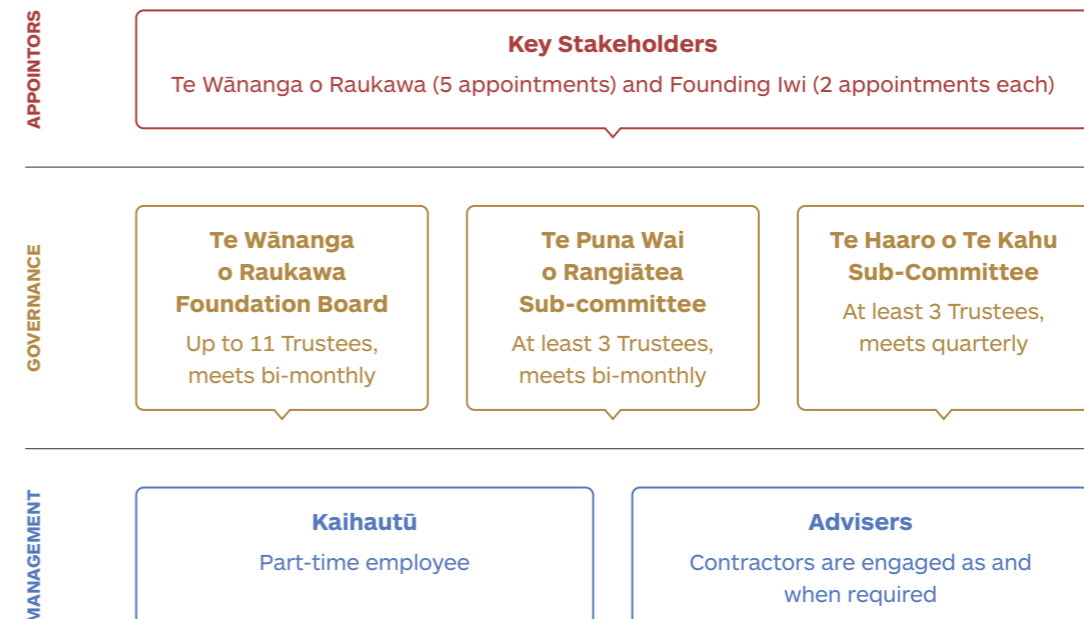 APPOINTORS
Key Stakeholders
Te Wānanga o Raukawa (5 appointments) and Founding Iwi (2 appointments each)
GOVERNANCE
Te Wānanga
o Raukawa
Foundation Board
Up to 11 Trustees,
meets bi-monthly
Te Puna Wai
o Rangiātea
Sub-committee
At least 3 Trustees,
meets bi-monthly
Te Haaro o Te Kahu
Sub-Committee
At least 3 Trustees,
meets quarterly
MANAGEMENT
Kaihautū
Part-time employee
Advisers
Contractors are engaged as and
when required